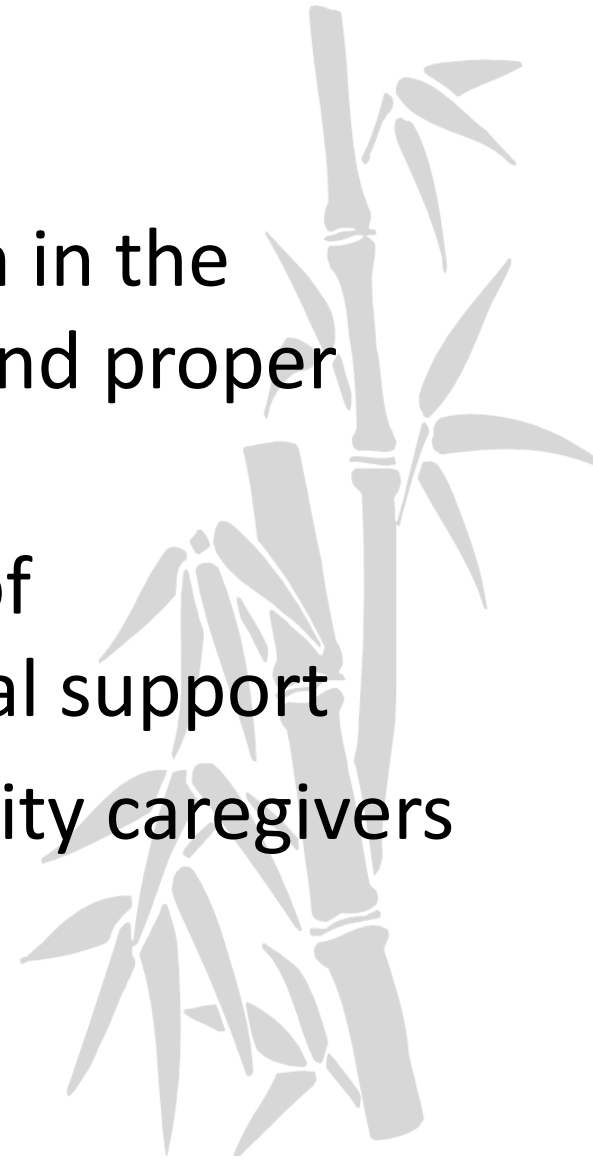 in the
nd proper
of
al support
ity caregivers